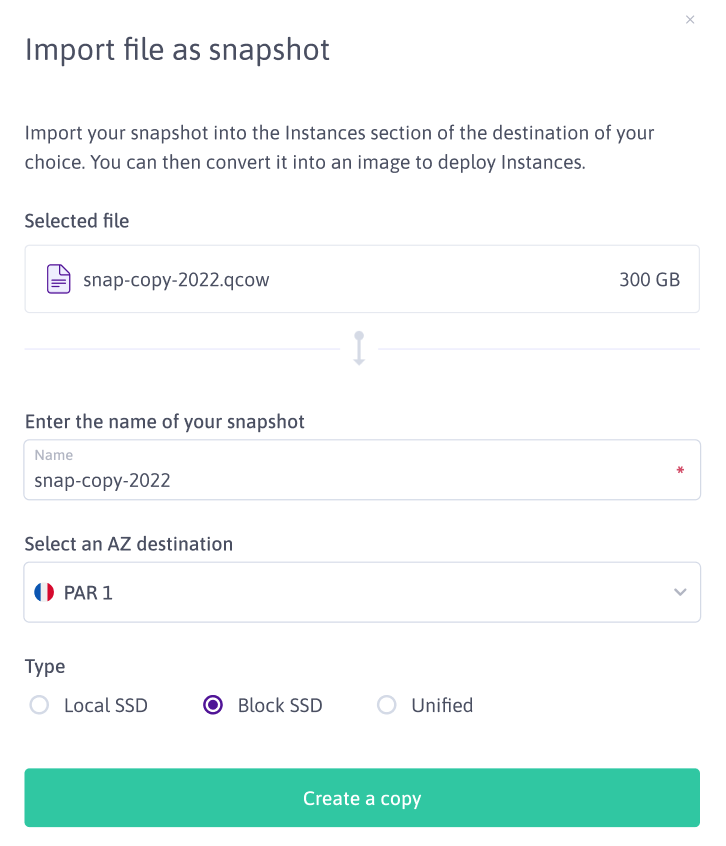 Import file as snapshot
Import your snapshot into the Instances section of the destination of your
choice. You can then convert it into an image to deploy Instances.
Selected file
snap-copy-2022.qcow 300 GB
Enter the name of your snapshot
Name
snap-copy-2022 *
Select an AZ destination
PAR 1
Type
Local SSD Block SSD Unified
Create a copy